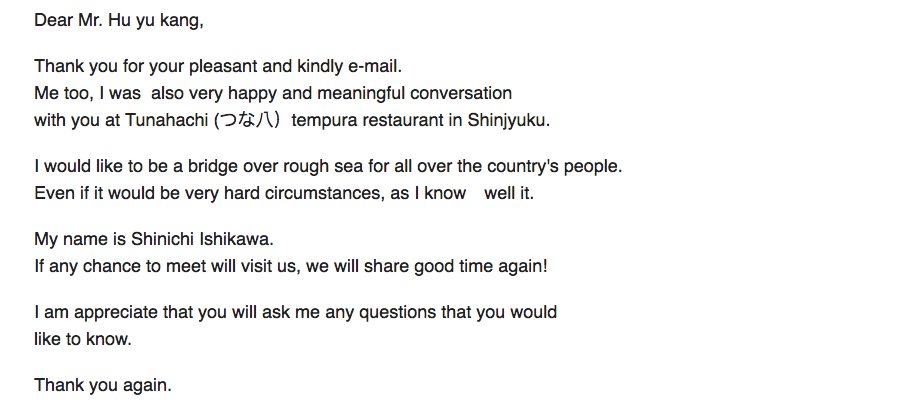 Dear Mr. Hu yu kang,
Thank you for your pleasant and kindly e-mail.
Me too, I was  also very happy and meaningful conversation
with you at Tunahachi (つな八）tempura restaurant in Shinjyuku.
I would like to be a bridge over rough sea for all over the country's people.
Even if it would be very hard circumstances, as I know　well it.
My name is Shinichi Ishikawa.
If any chance to meet will visit us, we will share good time again!
I am appreciate that you will ask me any questions that you would
like to know.
Thank you again.